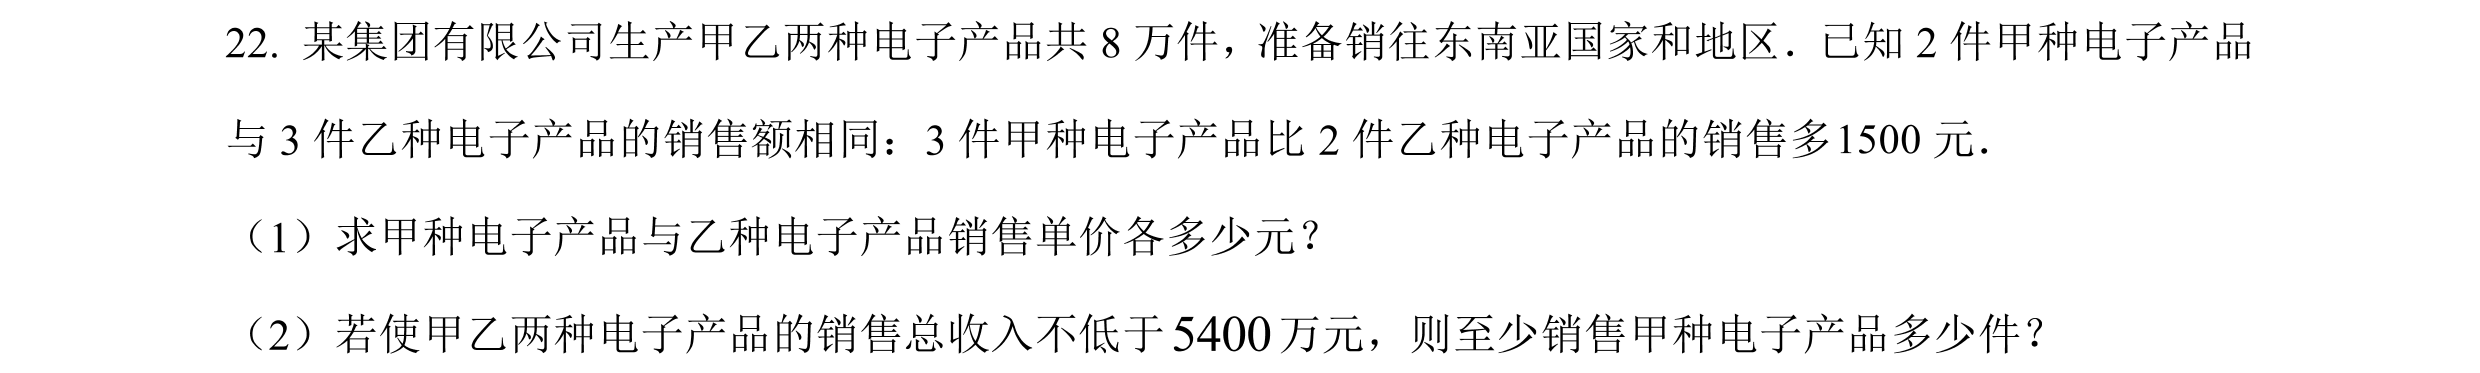 22. 某集团有限公司生产甲乙两种电子产品共 8 万件，准备销往东南亚国家和地区．已知 2 件甲种电子产品
与 3 件乙种电子产品的销售额相同：3 件甲种电子产品比 2 件乙种电子产品的销售多1500 元．
（1）求甲种电子产品与乙种电子产品销售单价各多少元？
（2）若使甲乙两种电子产品的销售总收入不低于5400万元，则至少销售甲种电子产品多少件？